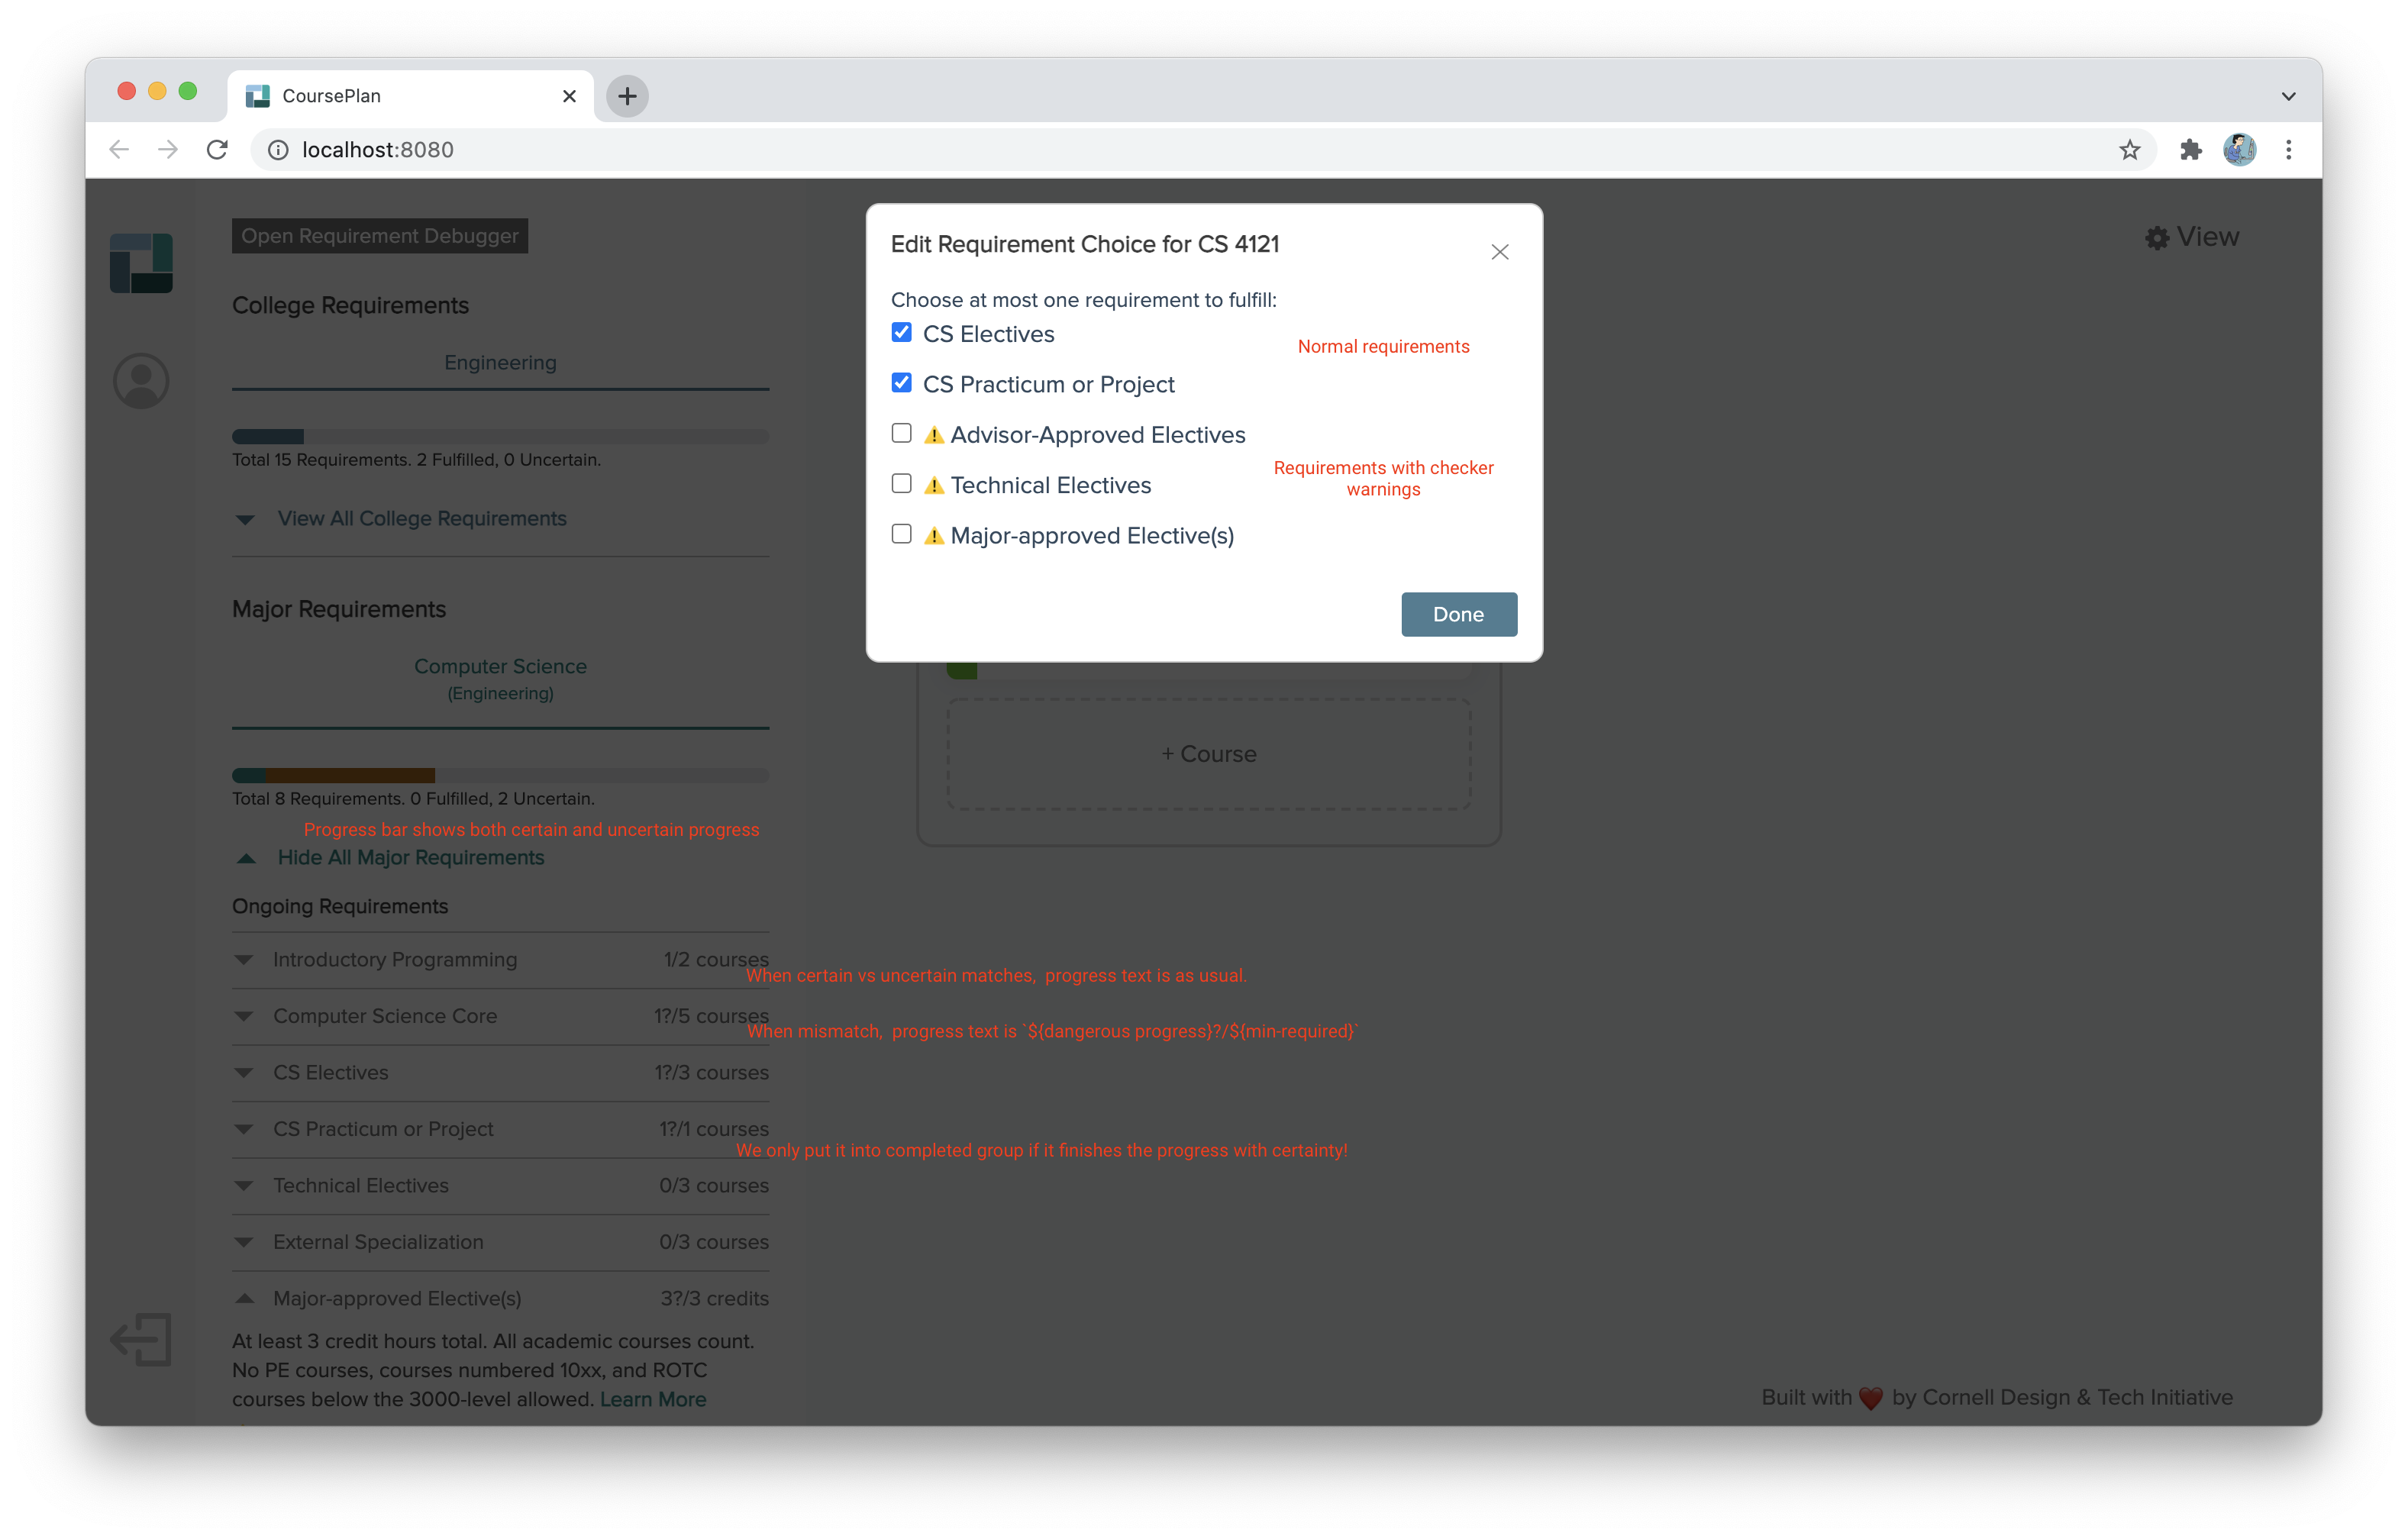 CoursePlan
localhost:8080
Open Requirement Debugger
View
College Requirements
Engineering
Total 15 Requirements. 2 Fulfilled, 0 Uncertain.
View All College Requirements
Major Requirements
Computer Science
(Engineering)
Total 8 Requirements. 0 Fulfilled, 2 Uncertain.
Progress bar shows both certain and uncertain progress
Hide All Major Requirements
Ongoing Requirements
Introductory Programming 1/2 courses
When certain vs uncertain matches, progress text is as usual.
Computer Science Core 1?/5 courses
When mismatch, progress text is `${dangerous progress}?/${min-required}`
CS Electives 1?/3 courses
CS Practicum or Project 1?/1 courses
We only put it into completed group if it finishes the progress with certainty!
Technical Electives 0/3 courses
External Specialization 0/3 courses
Major-approved Elective(s) 3?/3 credits
At least 3 credit hours total. All academic courses count.
No PE courses, courses numbered 10xx, and ROTC
courses below the 3000-level allowed. Learn More
Edit Requirement Choice for CS 4121
Choose at most one requirement to fulfill:
CS Electives
Normal requirements
CS Practicum or Project
Advisor-Approved Electives
Requirements with checker
warnings
Technical Electives
Major-approved Elective(s)
Done
+ Course
Built with ❤️ by Cornell Design & Tech Initiative